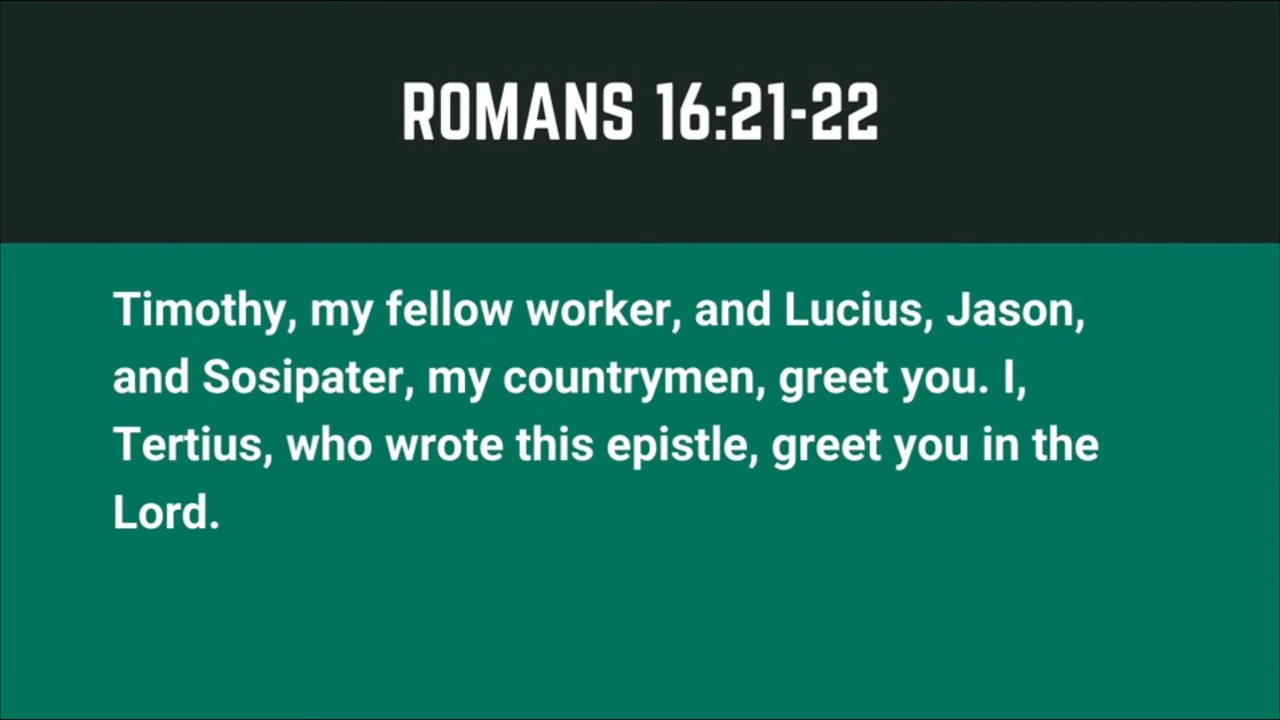 ROMANS 16:21-22
Timothy, my fellow worker, and Lucius, Jason,
and Sosipater, my countrymen, greet you. I,
Tertius, who wrote this epistle, greet you in the
Lord.